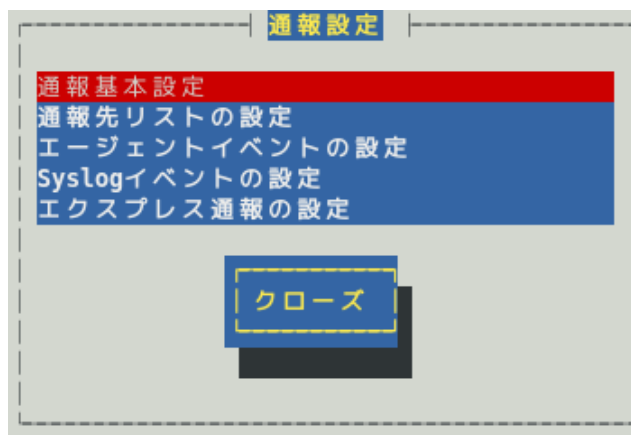 通報設定
通報基本設定
通報先リストの設定
エージェントイベントの設定
Syslogイベントの設定
エクスプレス通報の設定
クローズ